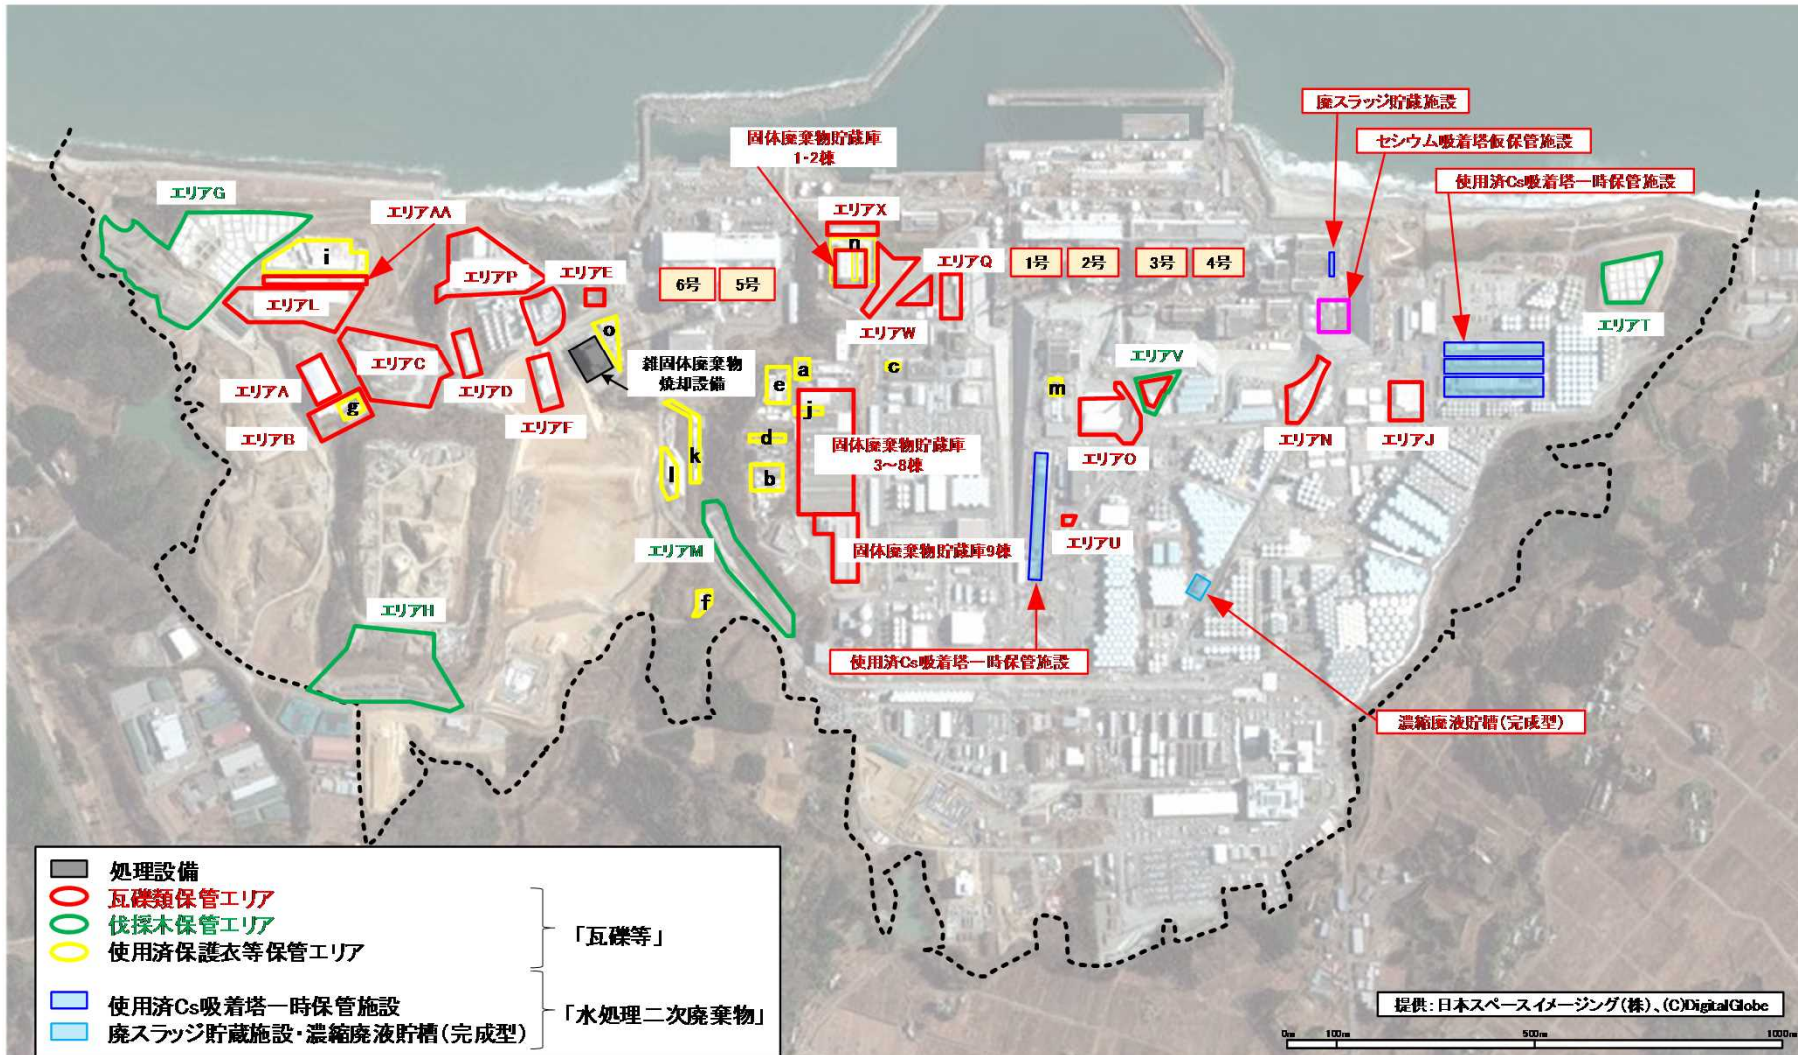 廃スラッジ貯蔵施設
セシウム吸着塔仮保管施設
使用済Cs吸着塔一時保管施設
固体廃棄物貯蔵庫
1-2棟
エリアG
エリアAA
エリアX
i
n
エリアP
エリアE
エリアQ
1号
2号
3号
4号
6号
5号
エリアL
エリアW
エリアT
o
エリアC
雑固体廃棄物
焼却設備
エリアV
エリアA
エリアD
a
c
e
m
g
j
エリアB
エリアF
d
固体廃棄物貯蔵庫
3~8棟
エリアN
エリアJ
エリアO
k
l
b
エリアM
固体廃棄物貯蔵庫9棟
エリアU
f
エリアH
使用済Cs吸着塔一時保管施設
濃縮廃液貯槽(完成型)
処理設備
瓦礫類保管エリア
伐採木保管エリア
使用済保護衣等保管エリア
「瓦礫等」
使用済Cs吸着塔一時保管施設
廃スラッジ貯蔵施設・濃縮廃液貯槽(完成型)
「水処理二次廃棄物」
提供:日本スペースイメージング(株)、(C)DigitalGlobe
0m 100m 500m 1000m